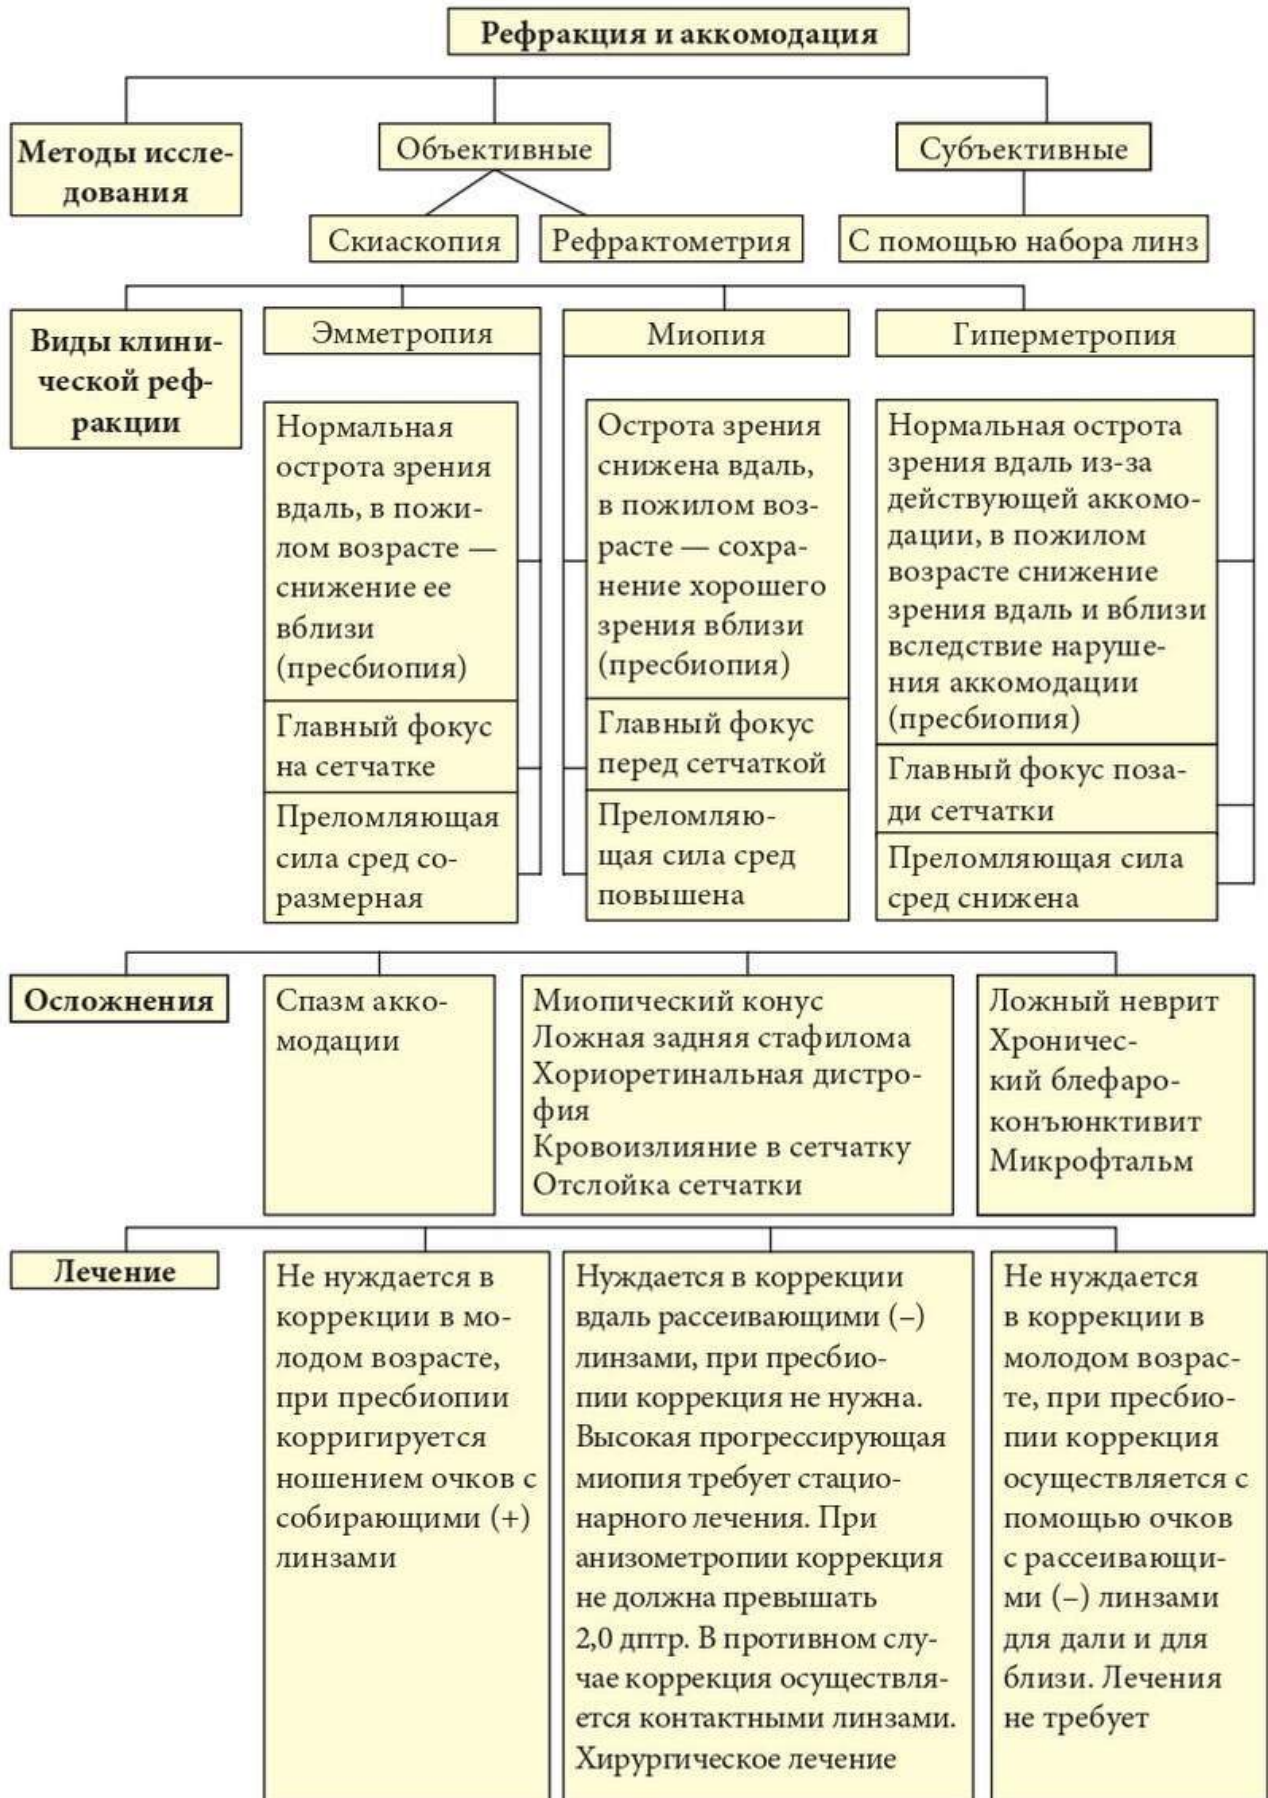 Рефракция и аккомодация
Методы иссле-
дования
Объективные
Субъективные
Скиаскопия
Рефрактометрия
С помощью набора линз
Виды клини-
ческой реф-
ракции
Эмметропия
Миопия
Гиперметропия
Нормальная
острота зрения
вдаль, в пожи-
лом возрасте —
снижение ее
вблизи
(пресбиопия)
Главный фокус
на сетчатке
Преломляющая
сила сред со-
размерная
Острота зрения
снижена вдаль,
в пожилом воз-
расте — сохра-
нение хорошего
зрения вблизи
(пресбиопия)
Главный фокус
перед сетчаткой
Преломляю-
щая сила сред
повышена
Нормальная острота
зрения вдаль из-за
действующей аккомо-
дации, в пожилом
возрасте снижение
зрения вдаль и вблизи
вследствие наруше-
ния аккомодации
(пресбиопия)
Главный фокус поза-
ди сетчатки
Преломляющая сила
сред снижена
Осложнения
Спазм акко-
модации
Миопический конус
Ложная задняя стафилома
Хориоретинальная дистро-
фия
Кровоизлияние в сетчатку
Отслойка сетчатки
Ложный неврит
Хроничес-
кий блефаро-
конъюнктивит
Микрофтальм
Лечение
Не нуждается в
коррекции в мо-
лодом возрасте,
при пресбиопии
корригируется
ношением очков с
собирающими (+)
линзами
Нуждается в коррекции
вдаль рассеивающими (–)
линзами, при пресбио-
пии коррекция не нужна.
Высокая прогрессирующая
миопия требует стацио-
нарного лечения. При
анизометропии коррекция
не должна превышать
2,0 дптр. В противном слу-
чае коррекция осуществля-
ется контактными линзами.
Хирургическое лечение
Не нуждается
в коррекции в
молодом возрас-
те, при пресбио-
пии коррекция
осуществляется с
помощью очков
с рассеивающи-
ми (–) линзами
для дали и для
близи. Лечения
не требует